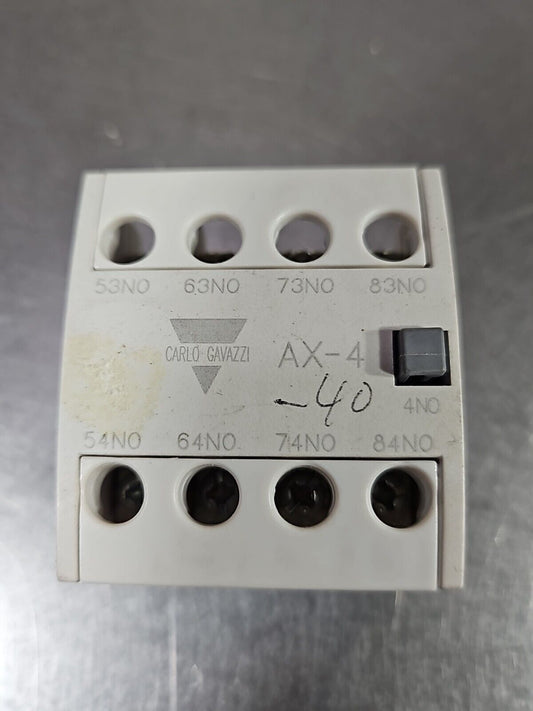 53NO 63NO 73NO 83NO
CARLO GAVAZZI
AX-4
-40
4NO
54NO 64NO 74NO 84NO